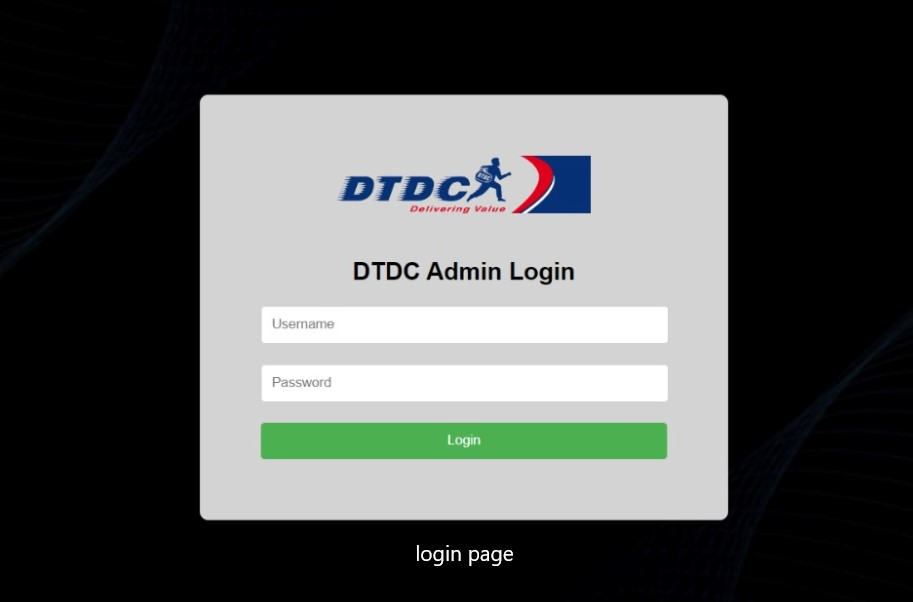 DTDC
Delivering Value
DTDC Admin Login
Username
Password
Login
login page